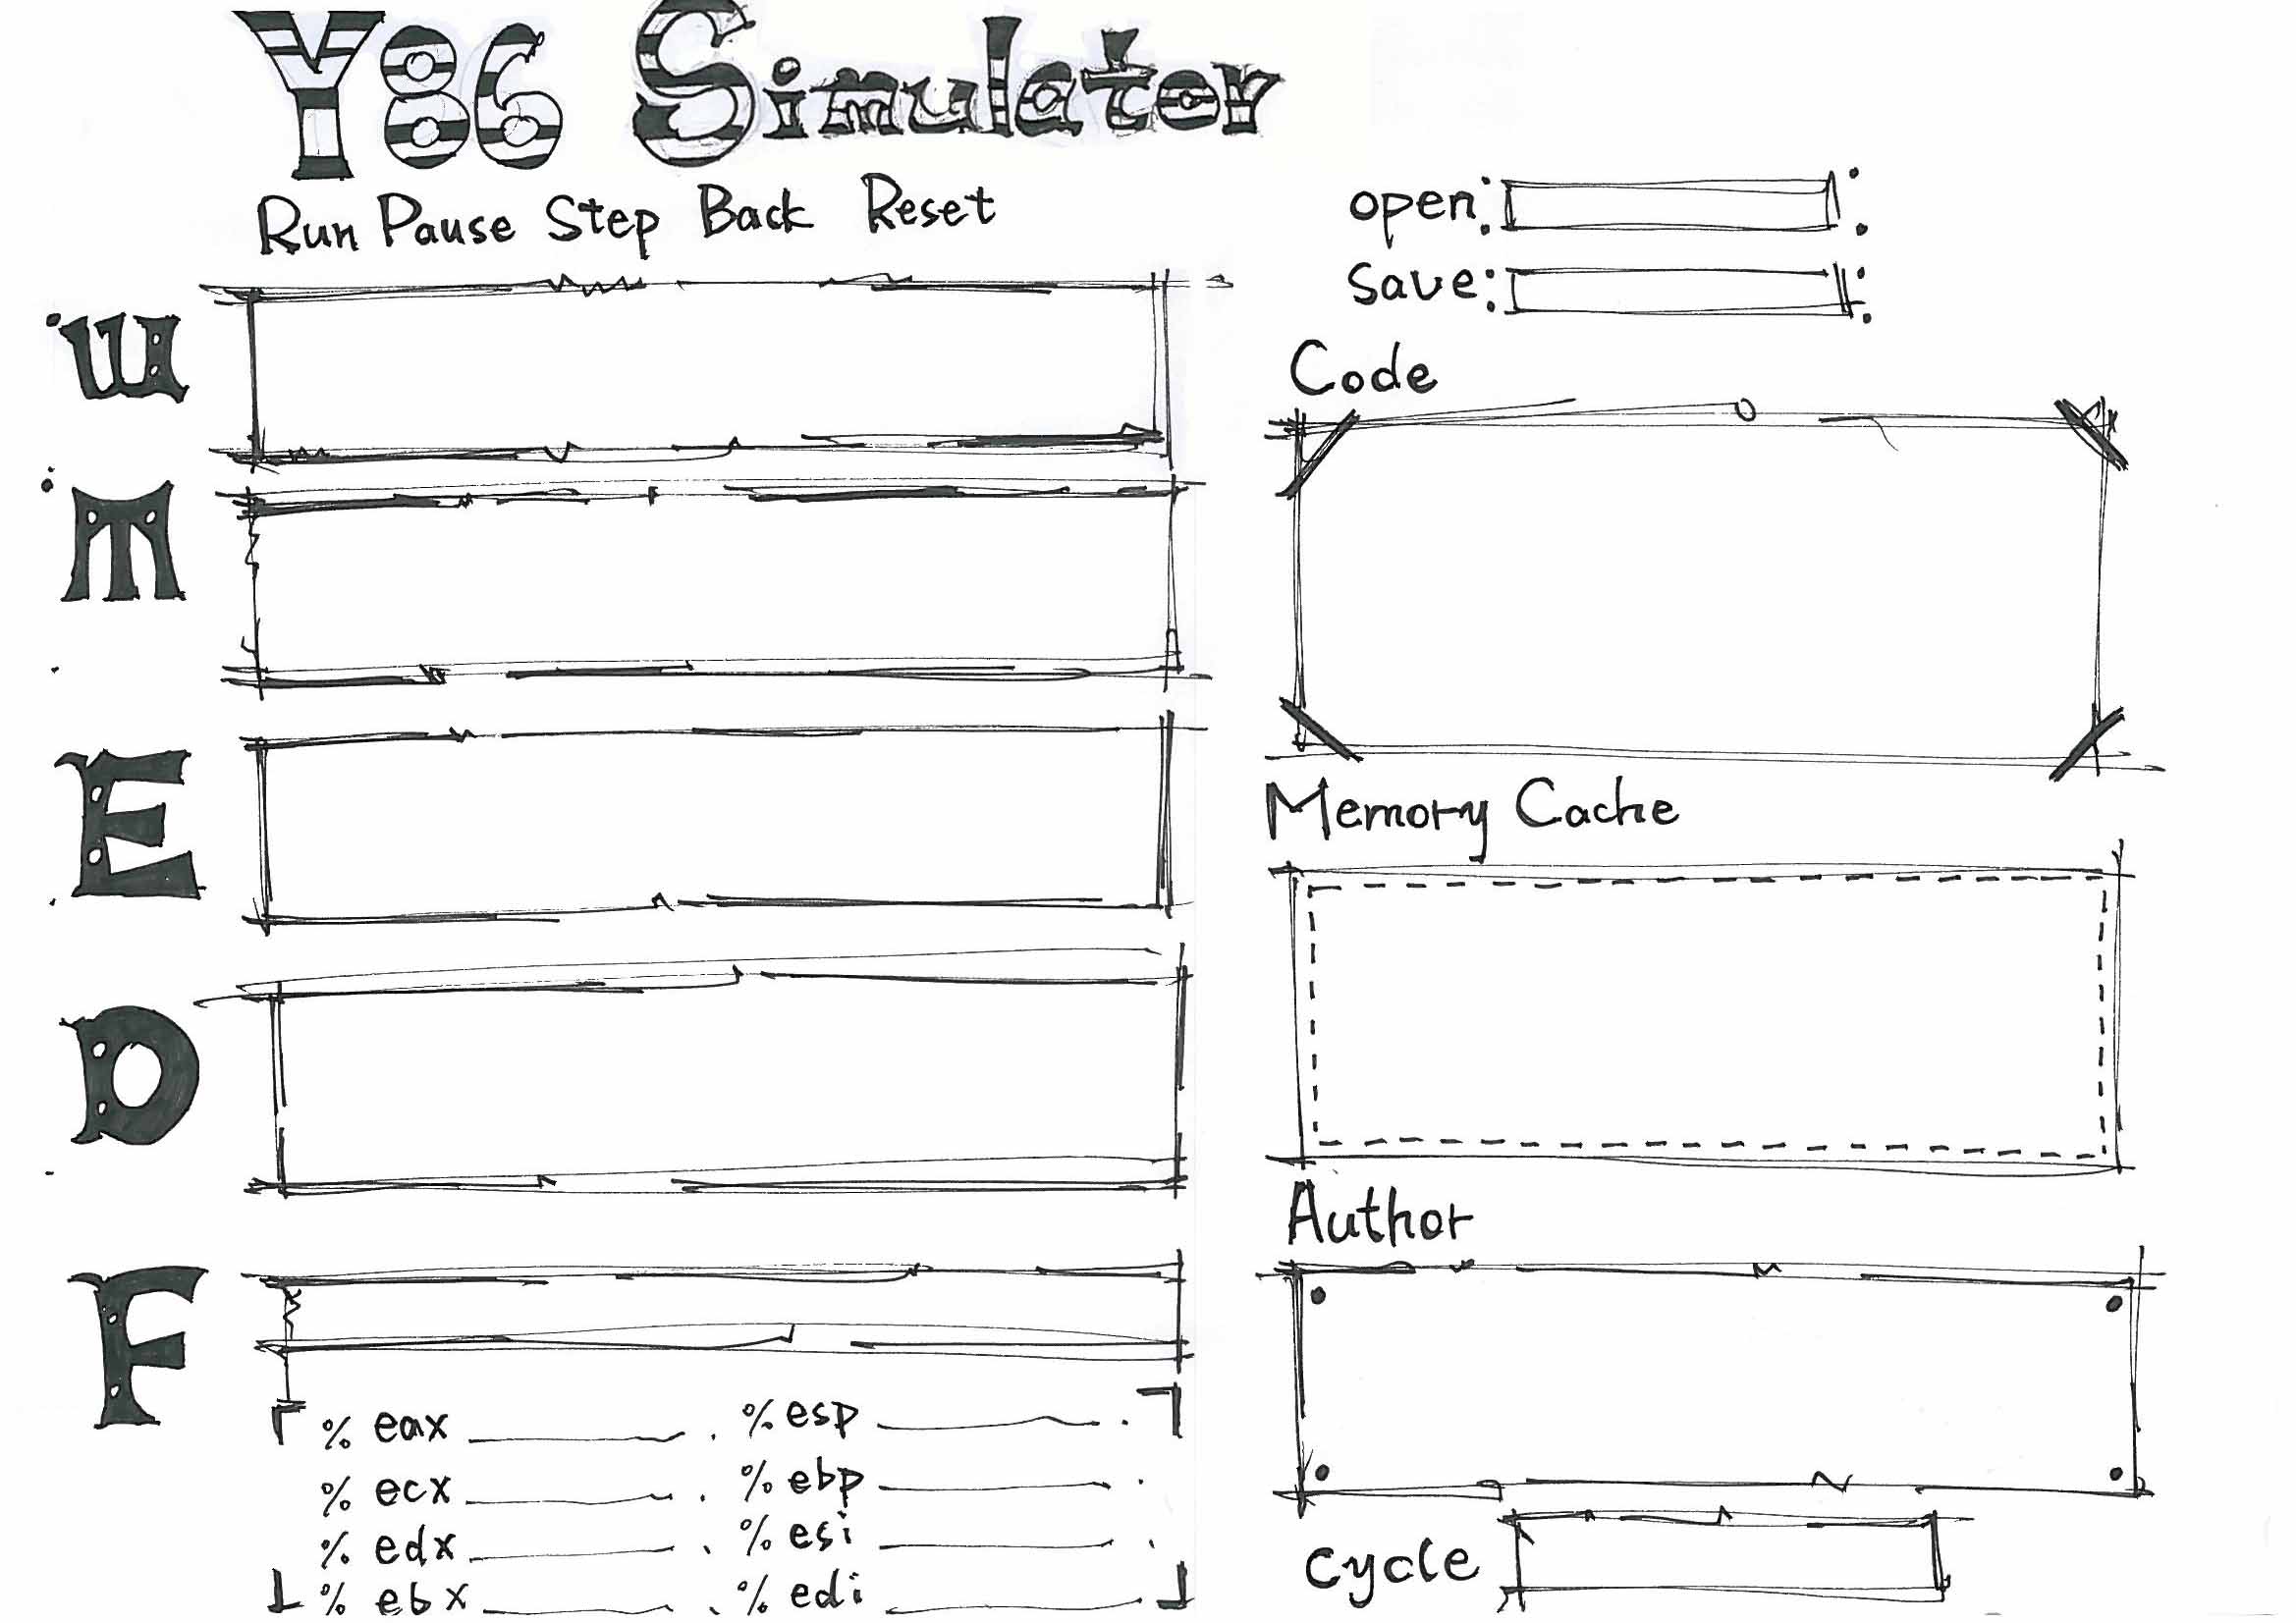 Y86 Simulator
Run Pause Step Back Reset
open:
save:
W
M
E
D
F
% eax
% esp
% ecx
% ebp
% edx
% esi
% ebx
% edi
Code
Memory Cache
Author
cycle